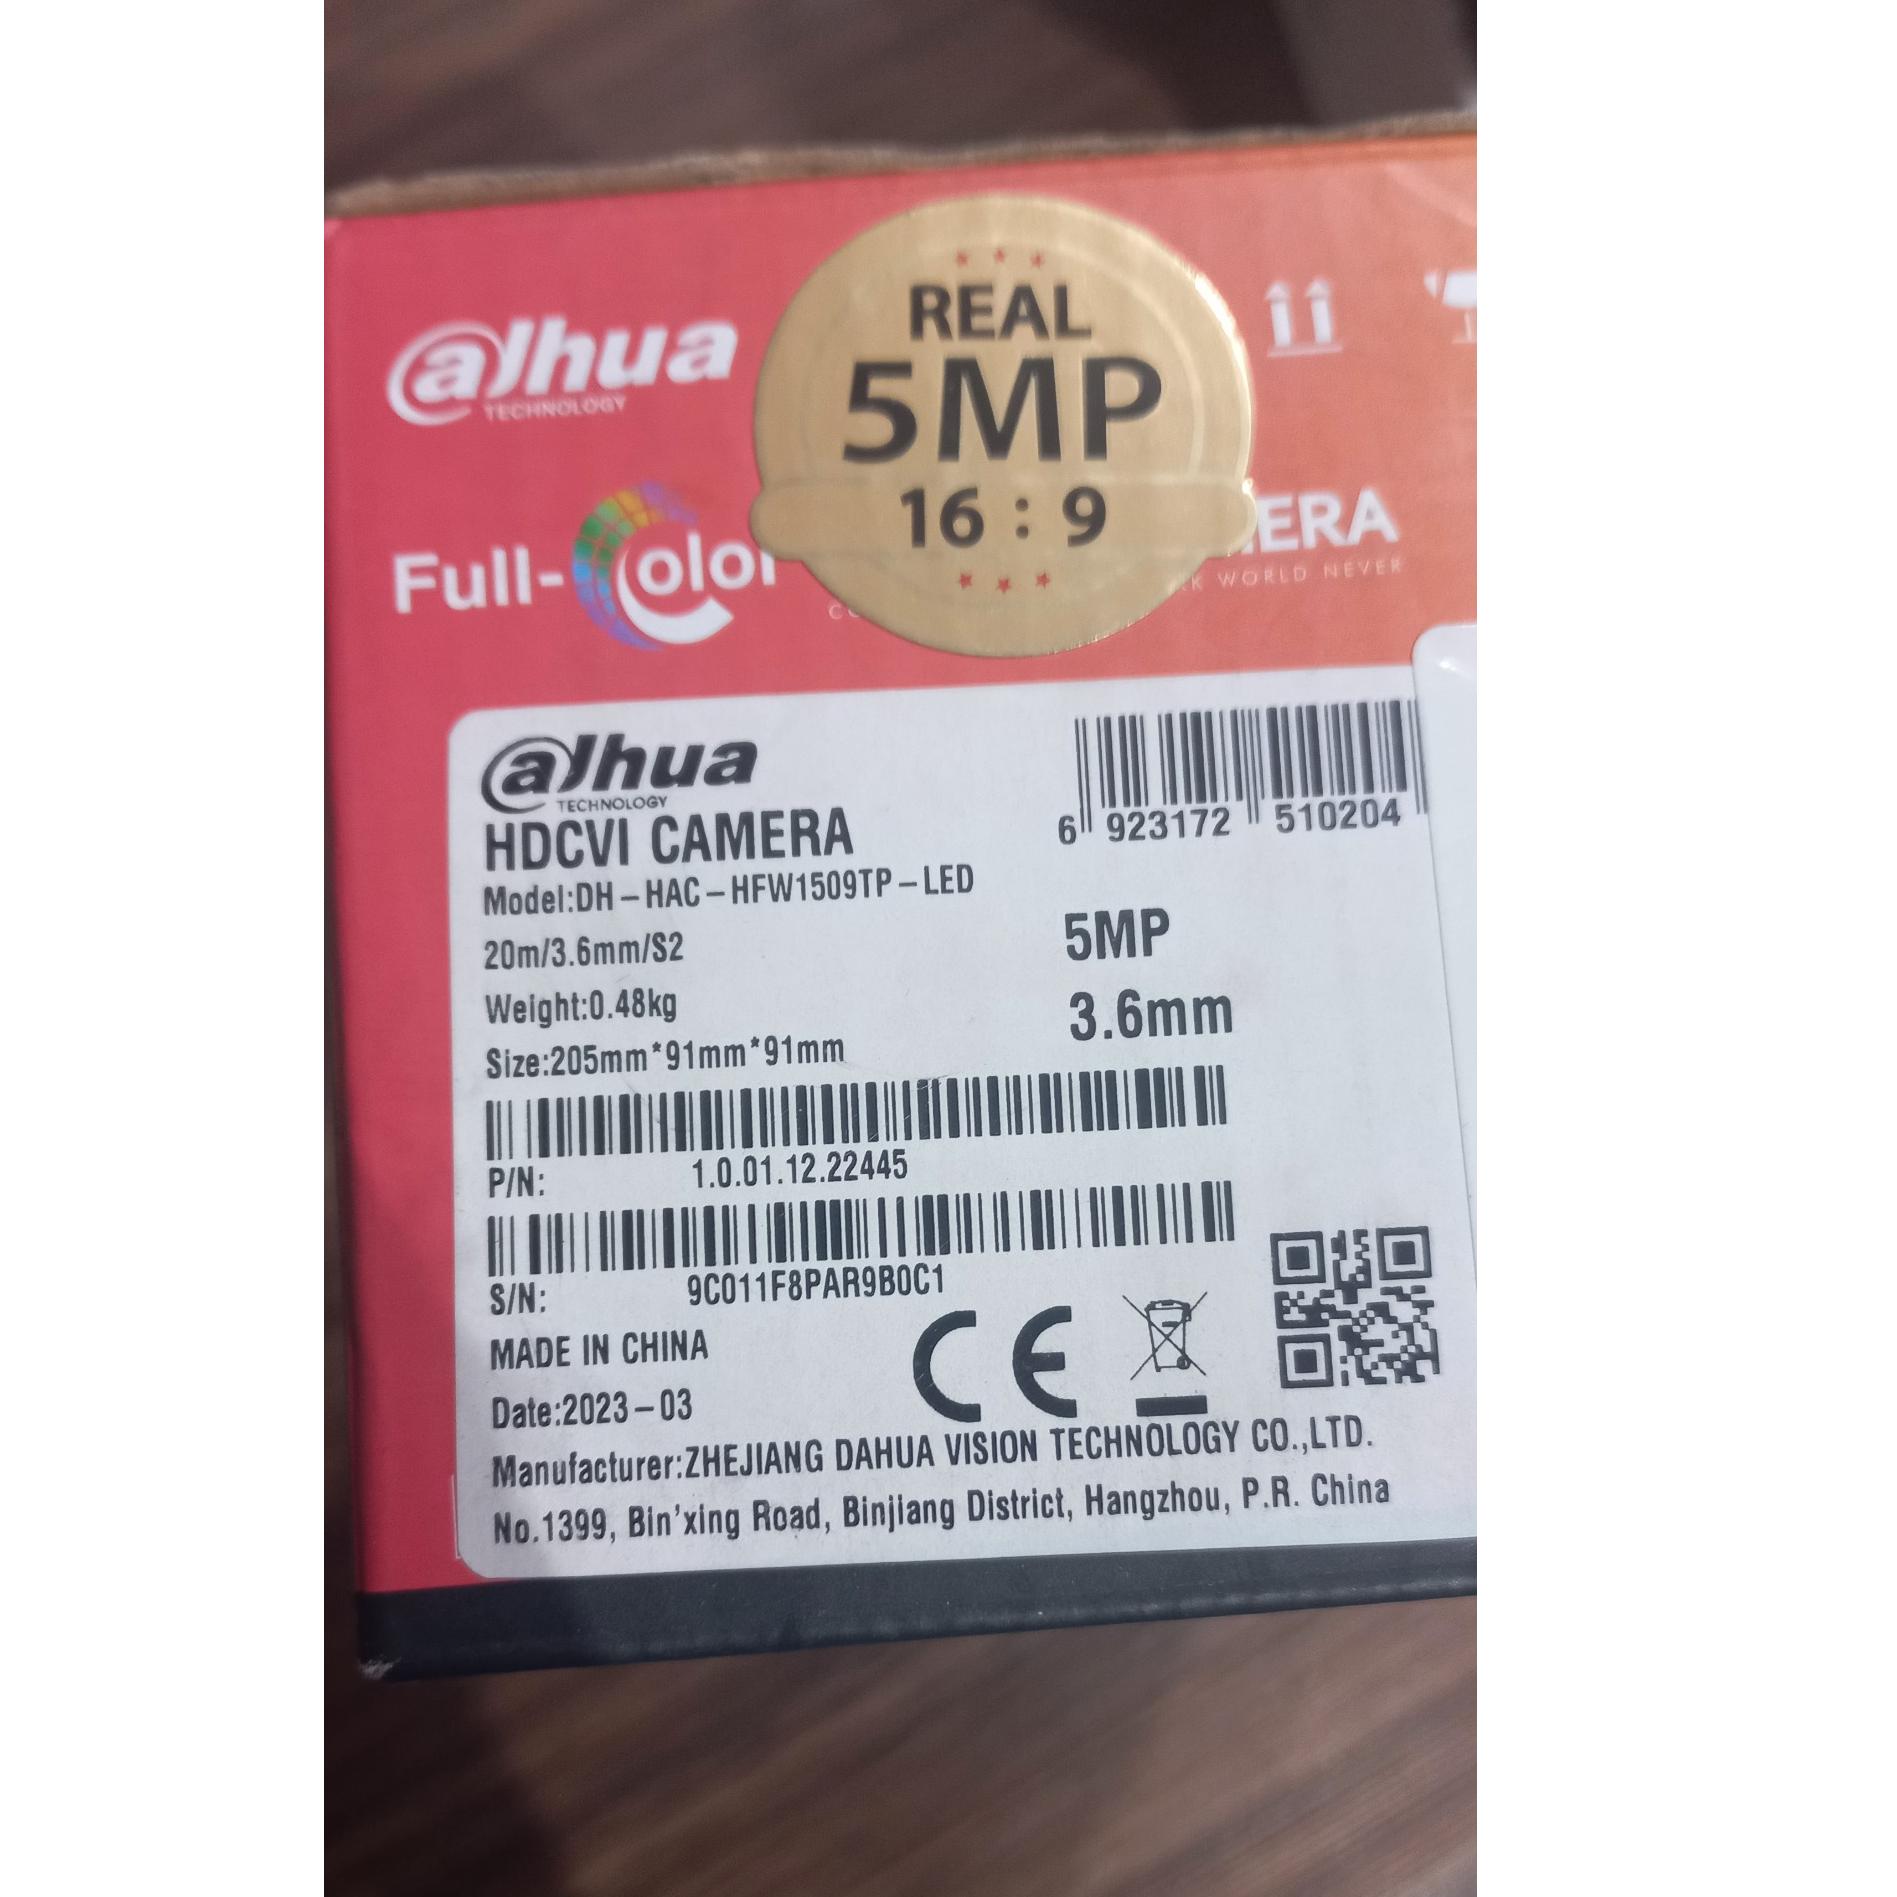 alhua
TECHNOLOGY
REAL
5MP
16 : 9
Full-Color
WORLD NEVER
alhua
TECHNOLOGY
HDCVI CAMERA
6 923172 510204
Model:DH-HAC-HFW1509TP-LED
20m/3.6mm/S2
5MP
Weight:0.48kg
3.6mm
Size:205mm*91mm*91mm
P/N: 1.0.01.12.22445
S/N: 9C011F8PAR9B0C1
MADE IN CHINA
CE
Date:2023-03
Manufacturer:ZHEJIANG DAHUA VISION TECHNOLOGY CO.,LTD.
No.1399, Bin'xing Road, Binjiang District, Hangzhou, P.R. China